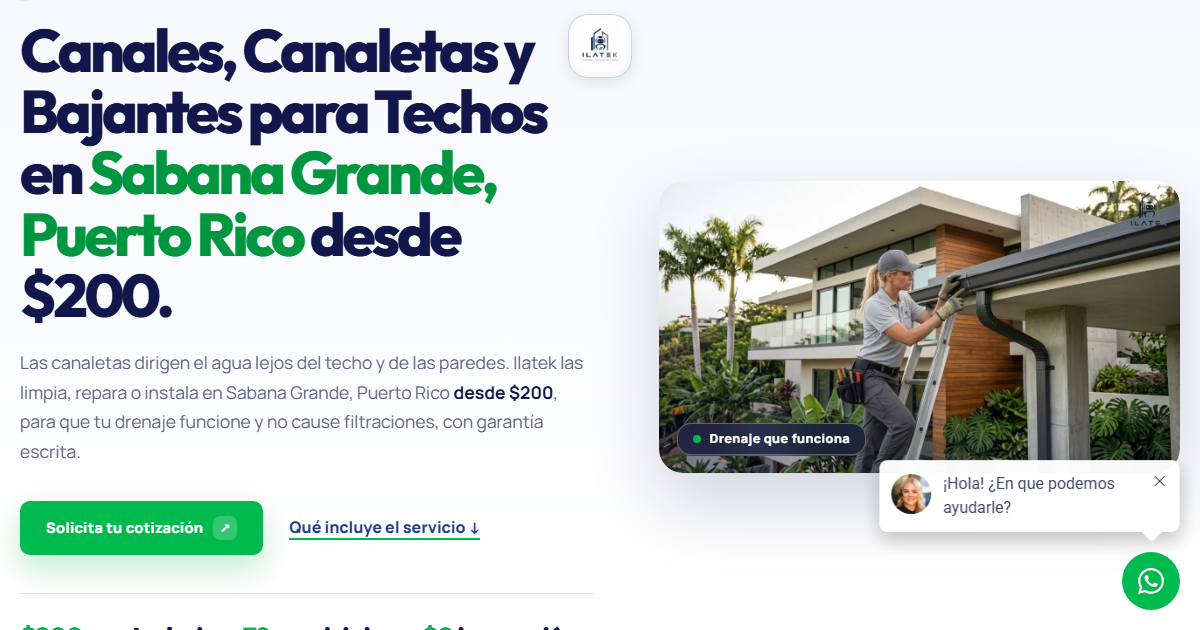 Canales, Canaletas y
Bajantes para Techos
en Sabana Grande,
Puerto Rico desde
$200.
ILATEK
Las canaletas dirigen el agua lejos del techo y de las paredes. Ilatek las
limpia, repara o instala en Sabana Grande, Puerto Rico desde $200,
para que tu drenaje funcione y no cause filtraciones, con garantía
escrita.
Solicita tu cotización ↗
Qué incluye el servicio ↓
Drenaje que funciona
¡Hola! ¿En que podemos
ayudarle?